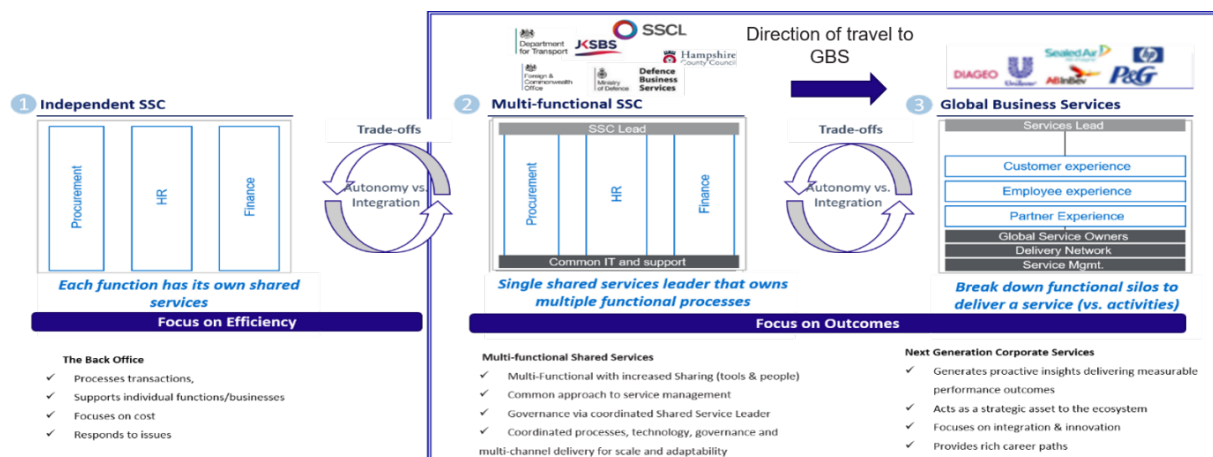 Department
for Transport
SSCL
JKSBS
Hampshire
County Council
Foreign &
Commonwealth
Office
Ministry
of Defence
Defence
Business
Services
Direction of travel to
GBS
DIAGEO
Unilever
Sealed Air
ABInBev
hp
P&G
1 Independent SSC
Procurement
HR
Finance
Each function has its own shared
services
Trade-offs
Autonomy vs.
Integration
2 Multi-functional SSC
SSC Lead
Procurement
HR
Finance
Common IT and support
Single shared services leader that owns
multiple functional processes
Trade-offs
Autonomy vs.
Integration
3 Global Business Services
Services Lead
Customer experience
Employee experience
Partner Experience
Global Service Owners
Delivery Network
Service Mgmt.
Break down functional silos to
deliver a service (vs. activities)
Focus on Efficiency
Focus on Outcomes
The Back Office
✓ Processes transactions,
✓ Supports individual functions/businesses
✓ Focuses on cost
✓ Responds to issues
Multi-functional Shared Services
✓ Multi-Functional with increased Sharing (tools & people)
✓ Common approach to service management
✓ Governance via coordinated Shared Service Leader
✓ Coordinated processes, technology, governance and
multi-channel delivery for scale and adaptability
Next Generation Corporate Services
✓ Generates proactive insights delivering measurable
performance outcomes
✓ Acts as a strategic asset to the ecosystem
✓ Focuses on integration & innovation
✓ Provides rich career paths